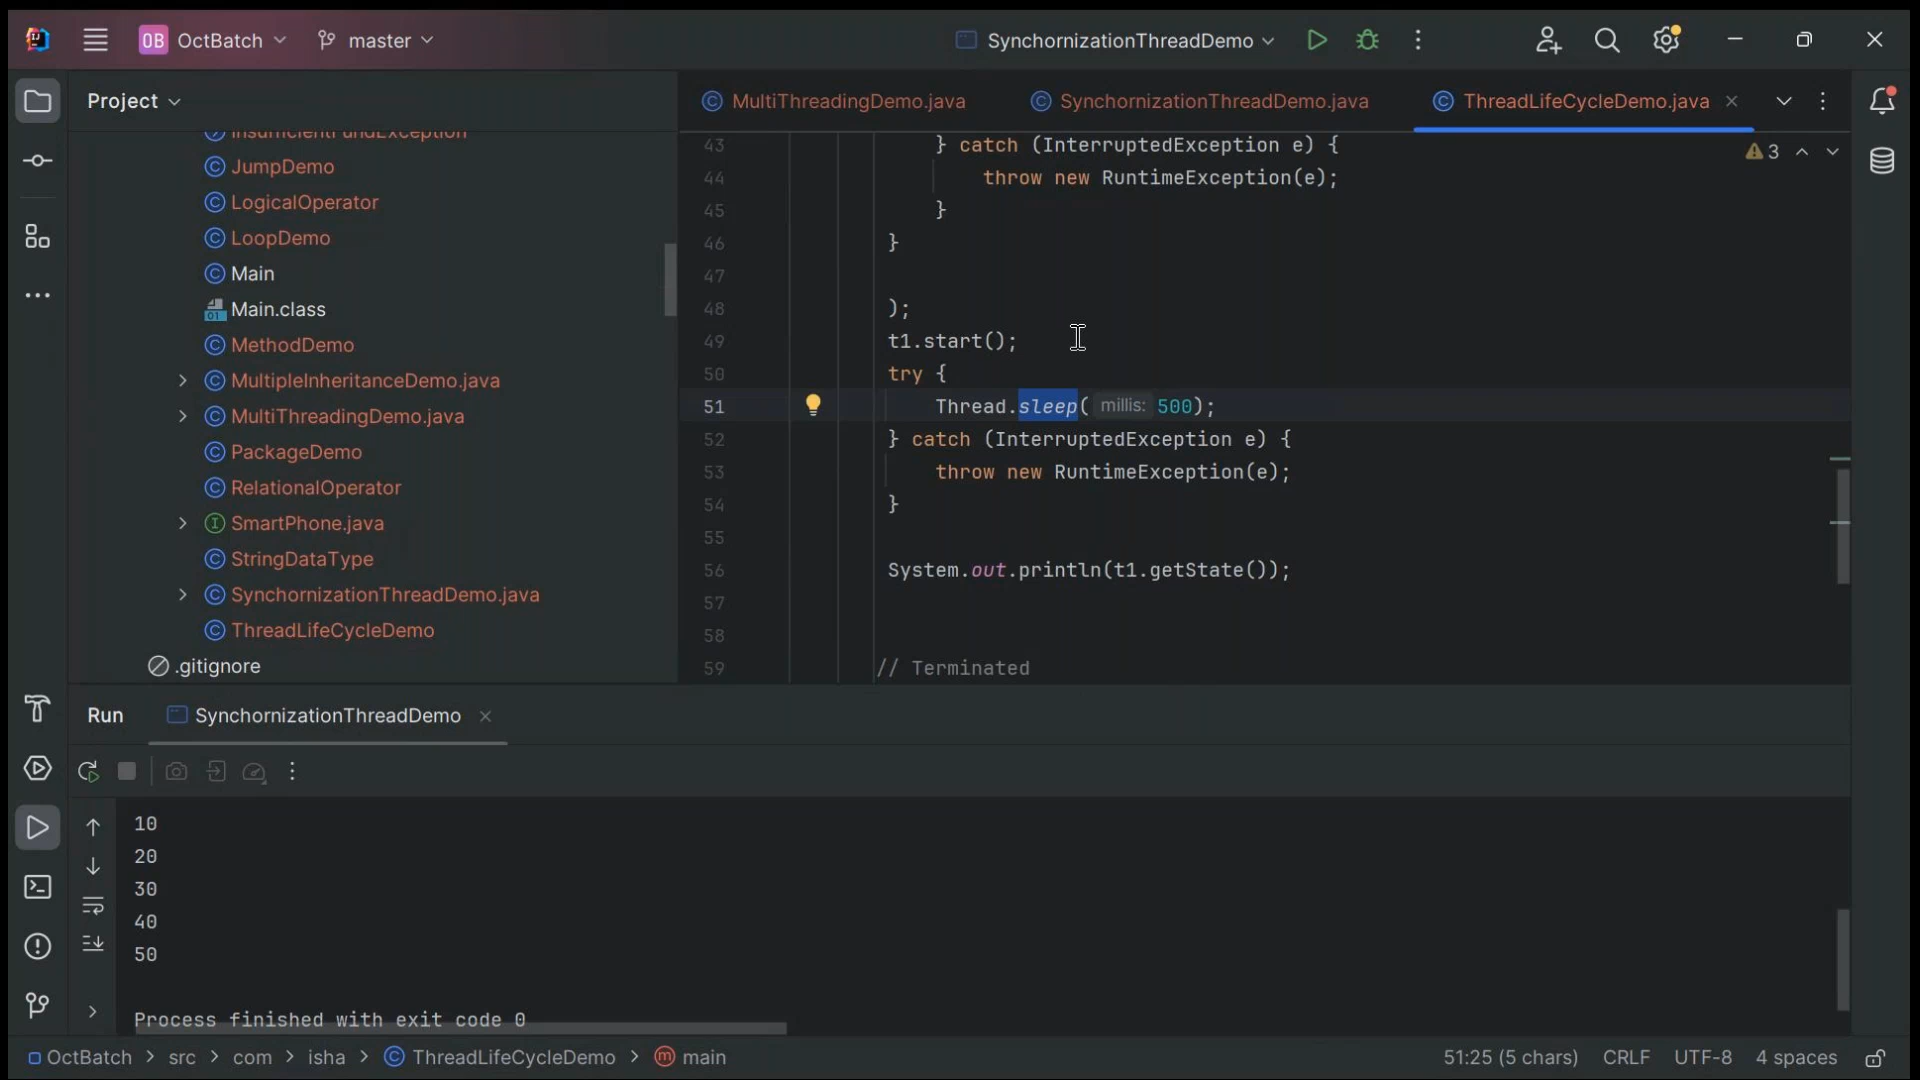 OB OctBatch master SynchornizationThreadDemo
Project
InsufficientFundException
JumpDemo
LogicalOperator
LoopDemo
Main
Main.class
MethodDemo
MultipleInheritanceDemo.java
MultiThreadingDemo.java
PackageDemo
RelationalOperator
SmartPhone.java
StringDataType
SynchornizationThreadDemo.java
ThreadLifeCycleDemo
.gitignore
MultiThreadingDemo.java SynchornizationThreadDemo.java ThreadLifeCycleDemo.java
3
43 } catch (InterruptedException e) {
44 throw new RuntimeException(e);
45 }
46 }
47
48 );
49 t1.start();
50 try {
51 Thread.sleep( millis: 500);
52 } catch (InterruptedException e) {
53 throw new RuntimeException(e);
54 }
55
56 System.out.println(t1.getState());
57
58
59 // Terminated
Run SynchornizationThreadDemo
10
20
30
40
50
Process finished with exit code 0
OctBatch > src > com > isha > ThreadLifeCycleDemo > main 51:25 (5 chars) CRLF UTF-8 4 spaces